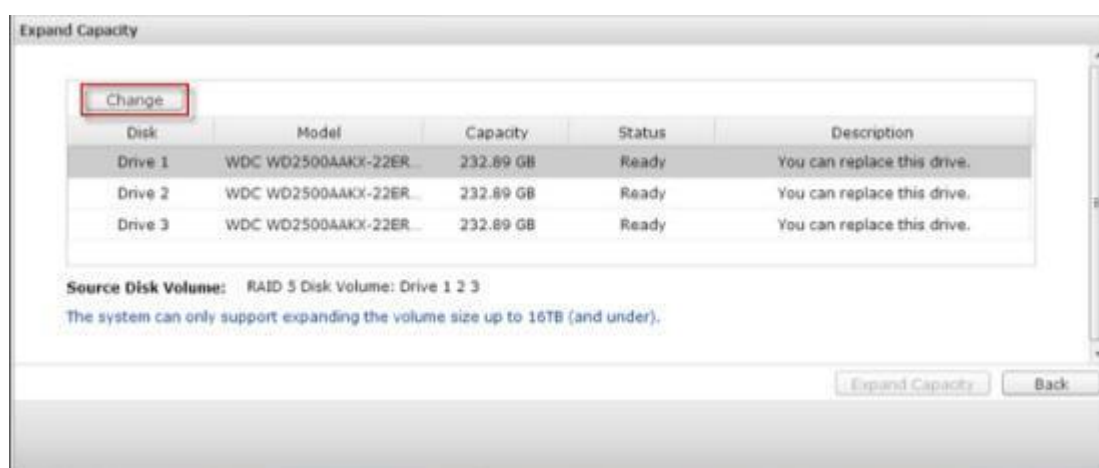 Expand Capacity
Change
Disk Model Capacity Status Description
Drive 1 WDC WD2500AAKX-22ER... 232.89 GB Ready You can replace this drive.
Drive 2 WDC WD2500AAKX-22ER... 232.89 GB Ready You can replace this drive.
Drive 3 WDC WD2500AAKX-22ER... 232.89 GB Ready You can replace this drive.
Source Disk Volume: RAID 5 Disk Volume: Drive 1 2 3
The system can only support expanding the volume size up to 16TB (and under).
Expand Capacity Back